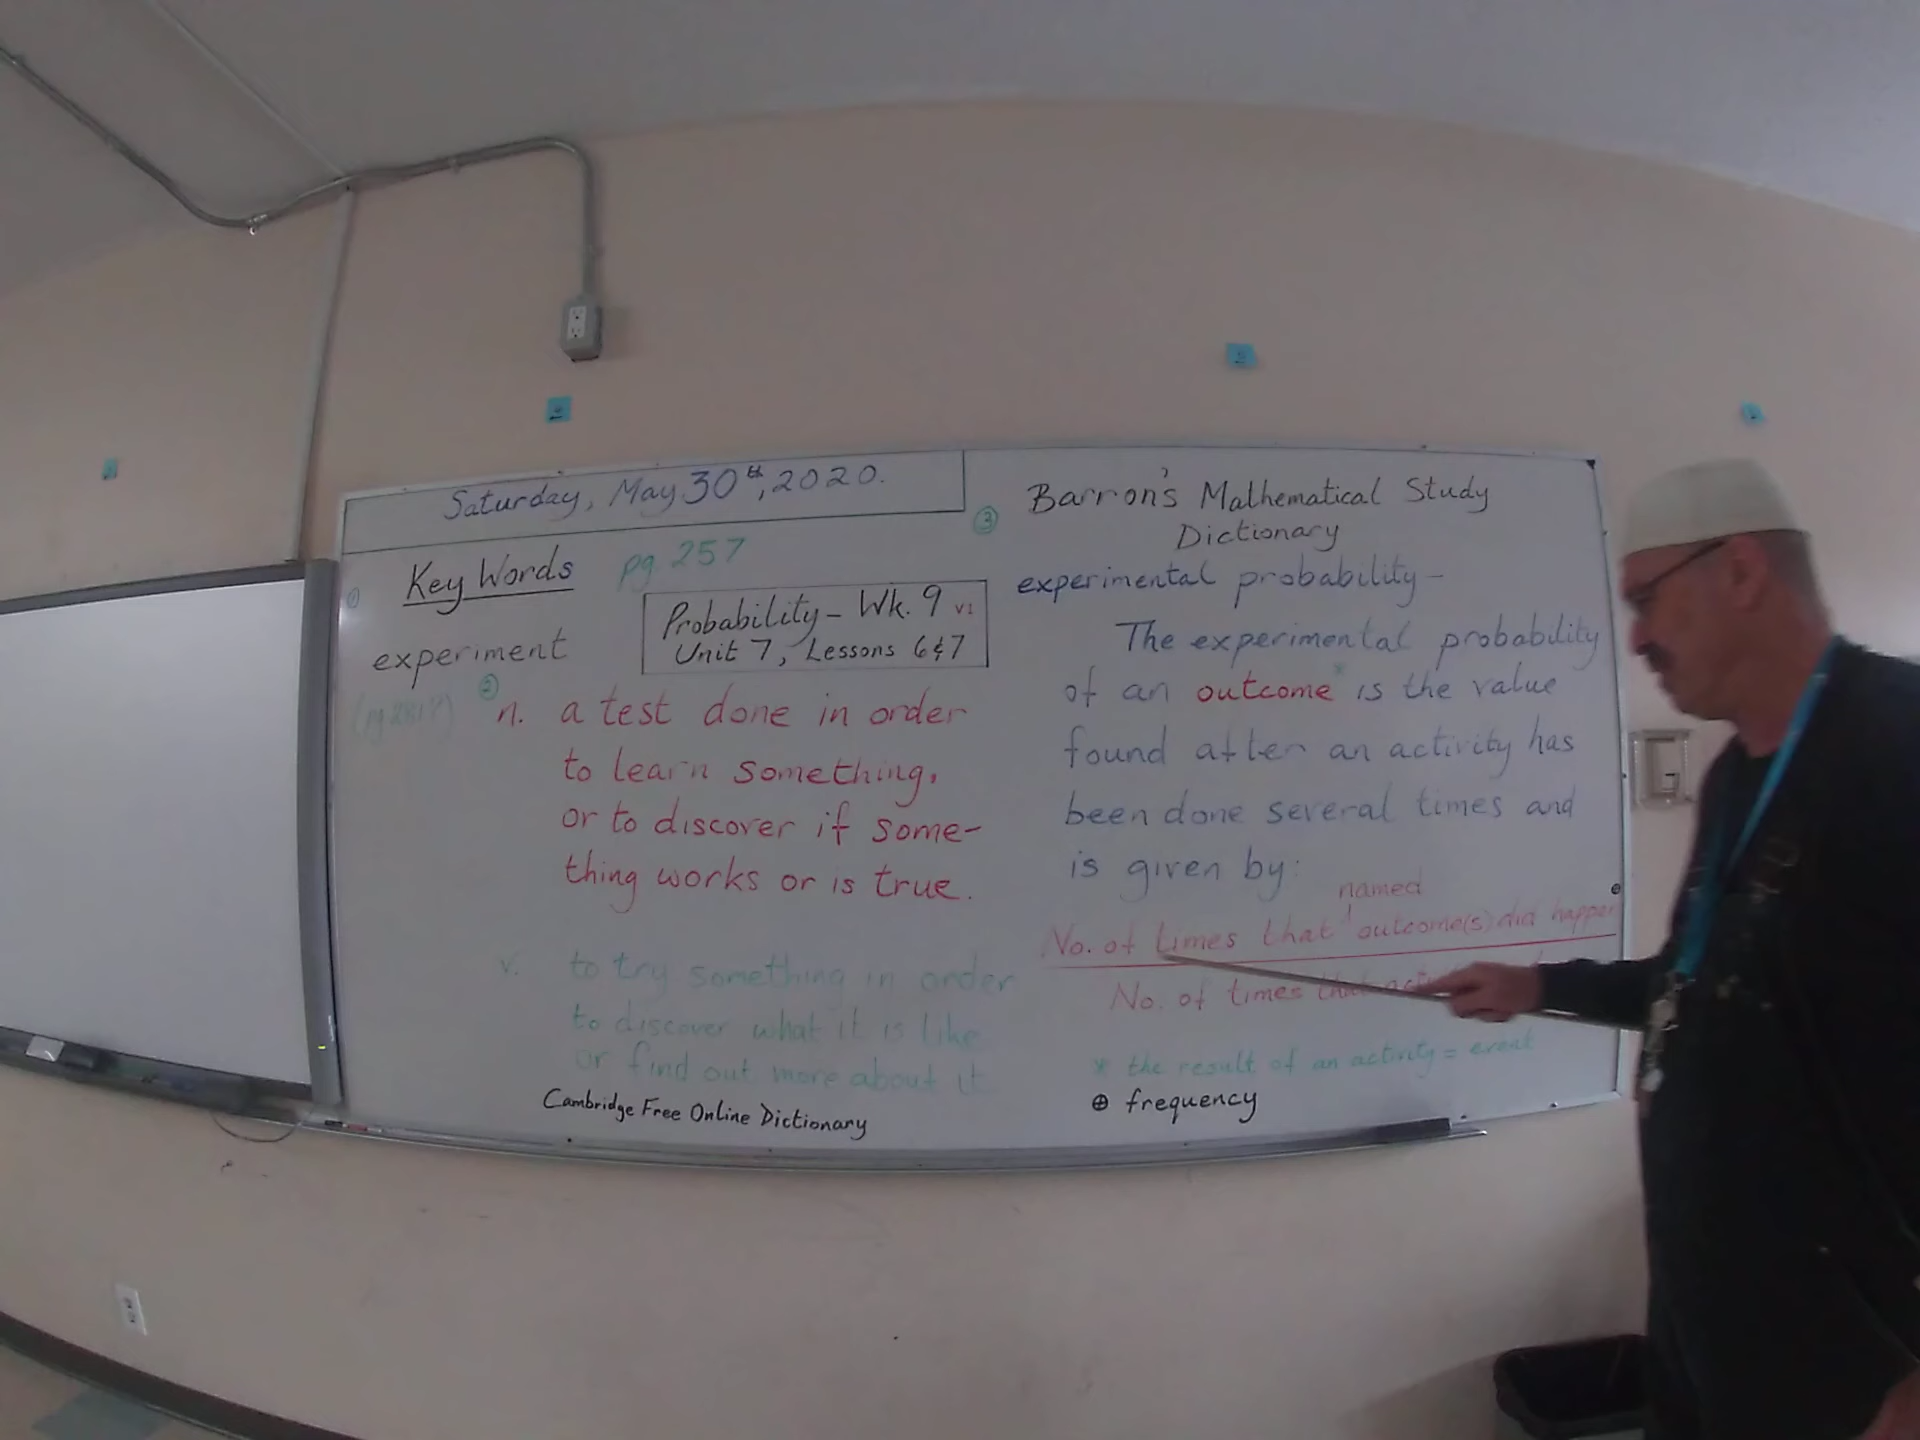 Saturday, May 30th, 2020.
① Key Words pg 257
Probability - Wk. 9 v1
Unit 7, Lessons 6&7
experiment
② n. a test done in order
to learn something,
or to discover if some-
thing works or is true.
v. to try something in order
to discover what it is like
or find out more about it
Cambridge Free Online Dictionary
③ Barron's Mathematical Study
Dictionary
experimental probability -
The experimental probability
of an outcome* is the value
found after an activity has
been done several times and
is given by:
named
No. of times that outcome(s) did happen ⊕
No. of times that
* the result of an activity = event
⊕ frequency